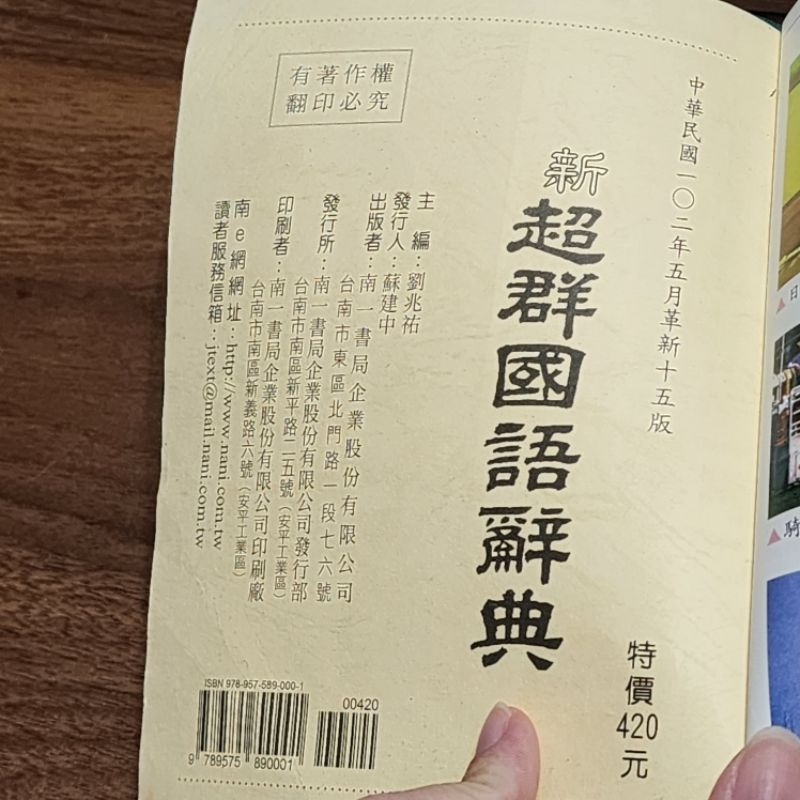 中華民國一〇二年五月革新十五版
新超群國語辭典
特價420元
有著作權
翻印必究
主　編：劉兆祐
發行人：蘇建中
出版者：南一書局企業股份有限公司
台南市東區北門路一段七六號
發行所：南一書局企業股份有限公司發行部
台南市南區新平路二五號（安平工業區）
印刷者：南一書局企業股份有限公司印刷廠
台南市南區新義路六號（安平工業區）
南e網網址：http://www.nani.com.tw
讀者服務信箱：jtext@mail.nani.com.tw
ISBN 978-957-589-000-1
00420
9 789575 890001
日
騎